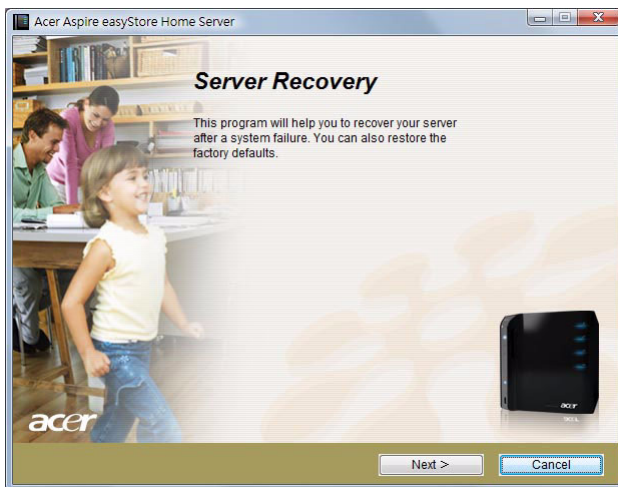 Acer Aspire easyStore Home Server
Server Recovery
This program will help you to recover your server
after a system failure. You can also restore the
factory defaults.
acer
acer
Next >
Cancel